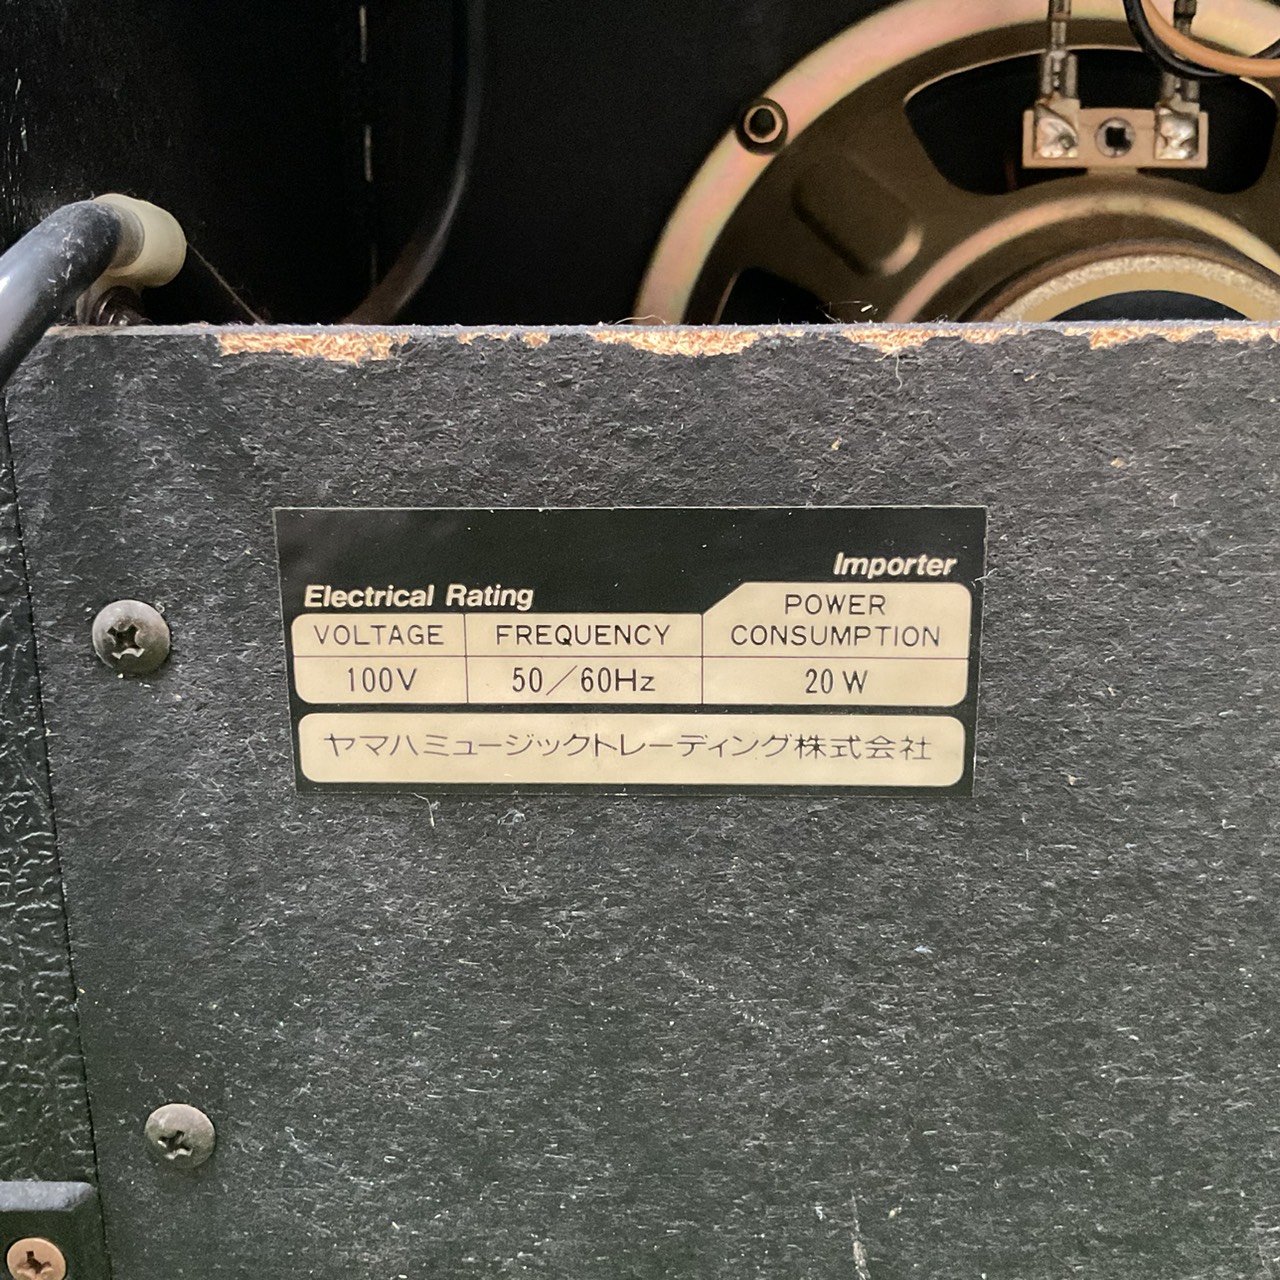 Importer
Electrical Rating
VOLTAGE FREQUENCY POWER CONSUMPTION
100V 50/60Hz 20W
ヤマハミュージックトレーディング株式会社